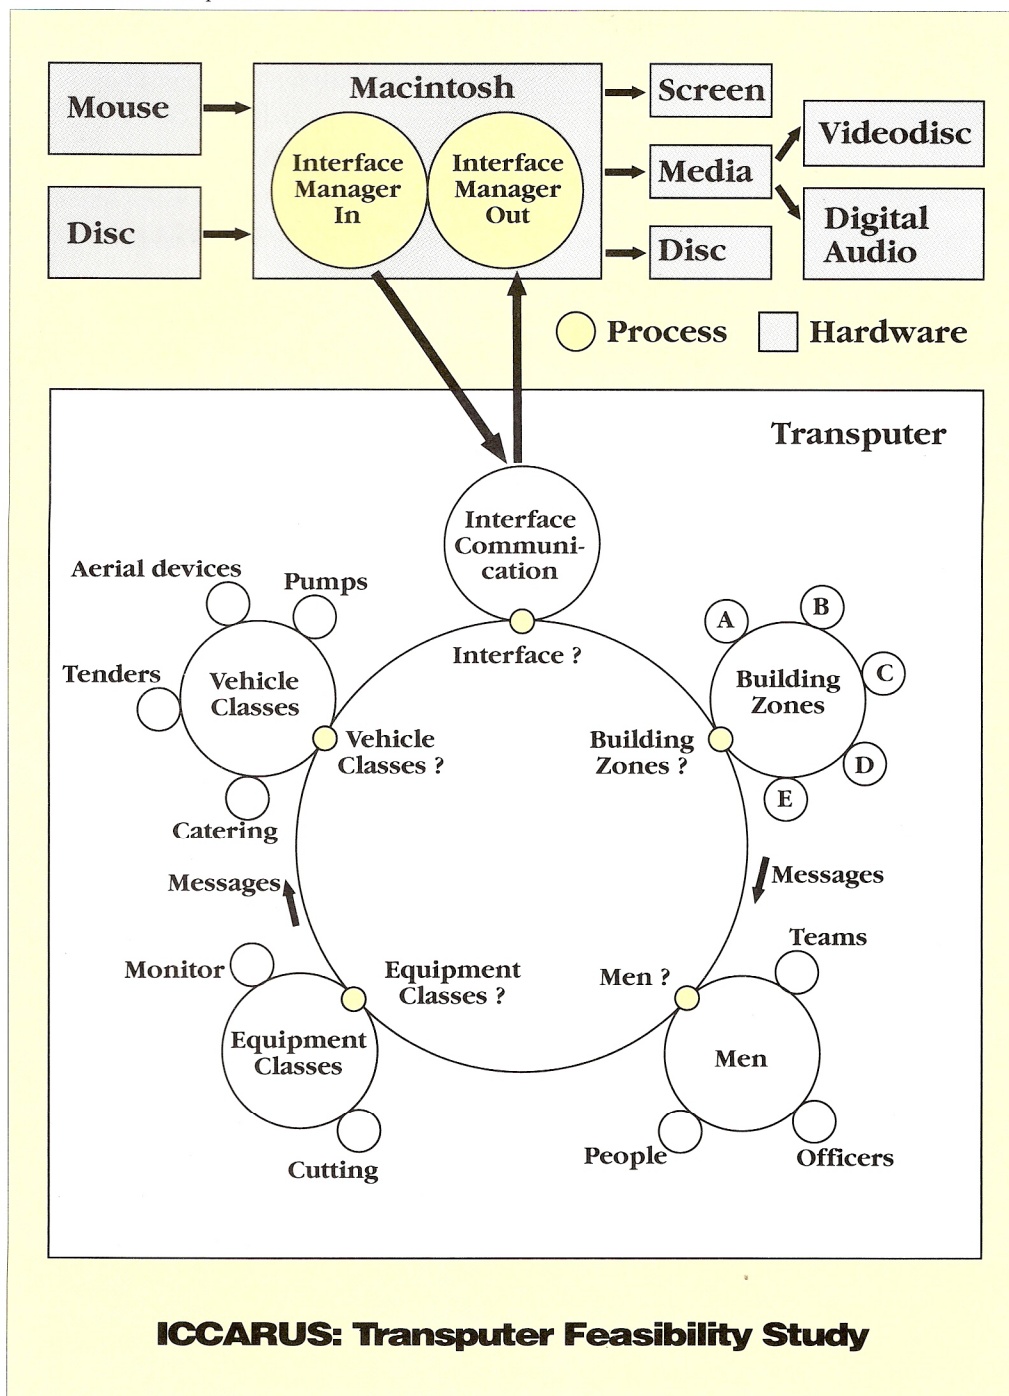 Mouse
Disc
Macintosh
Interface
Manager
In
Interface
Manager
Out
Screen
Media
Disc
Videodisc
Digital
Audio
Process
Hardware
Transputer
Interface
Communi-
cation
Interface ?
Aerial devices
Pumps
Tenders
Vehicle
Classes
Catering
Vehicle
Classes ?
Building
Zones ?
A
B
C
D
E
Building
Zones
Messages
Messages
Monitor
Equipment
Classes ?
Equipment
Classes
Cutting
Men ?
Teams
Men
People
Officers
ICCARUS: Transputer Feasibility Study